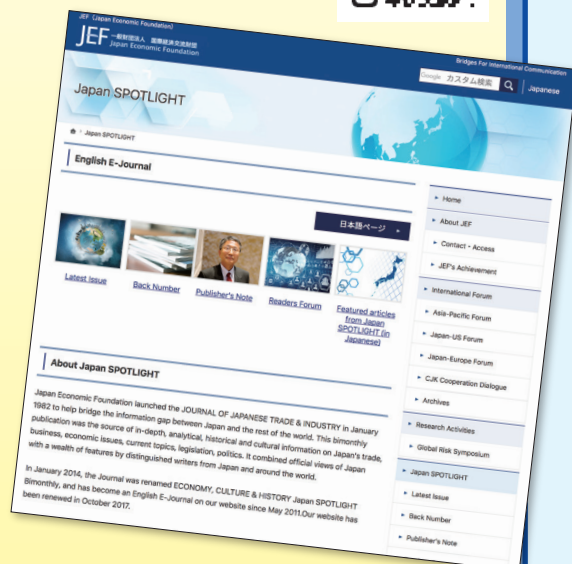 JEF (Japan Economic Foundation)
JEF 一般財団法人 国際経済交流財団
Japan Economic Foundation
Bridges For International Communication
Google カスタム検索
Japanese
Japan SPOTLIGHT
Japan SPOTLIGHT
English E-Journal
日本語ページ
Latest Issue
Back Number
Publisher's Note
Readers Forum
Featured articles
from Japan
SPOTLIGHT (in
Japanese)
About Japan SPOTLIGHT
Japan Economic Foundation launched the JOURNAL OF JAPANESE TRADE & INDUSTRY in January
1982 to help bridge the information gap between Japan and the rest of the world. This bimonthly
publication was the source of in-depth, analytical, historical and cultural information on Japan's trade,
business, economic issues, current topics, legislation, politics. It combined official views of Japan
with a wealth of features by distinguished writers from Japan and around the world.
In January 2014, the Journal was renamed ECONOMY, CULTURE & HISTORY Japan SPOTLIGHT
Bimonthly, and has become an English E-Journal on our website since May 2011.Our website has
been renewed in October 2017.
Home
About JEF
Contact・Access
JEF's Achievement
International Forum
Asia-Pacific Forum
Japan-US Forum
Japan-Europe Forum
CJK Cooperation Dialogue
Archives
Research Activities
Global Risk Symposium
Japan SPOTLIGHT
Latest Issue
Back Number
Publisher's Note